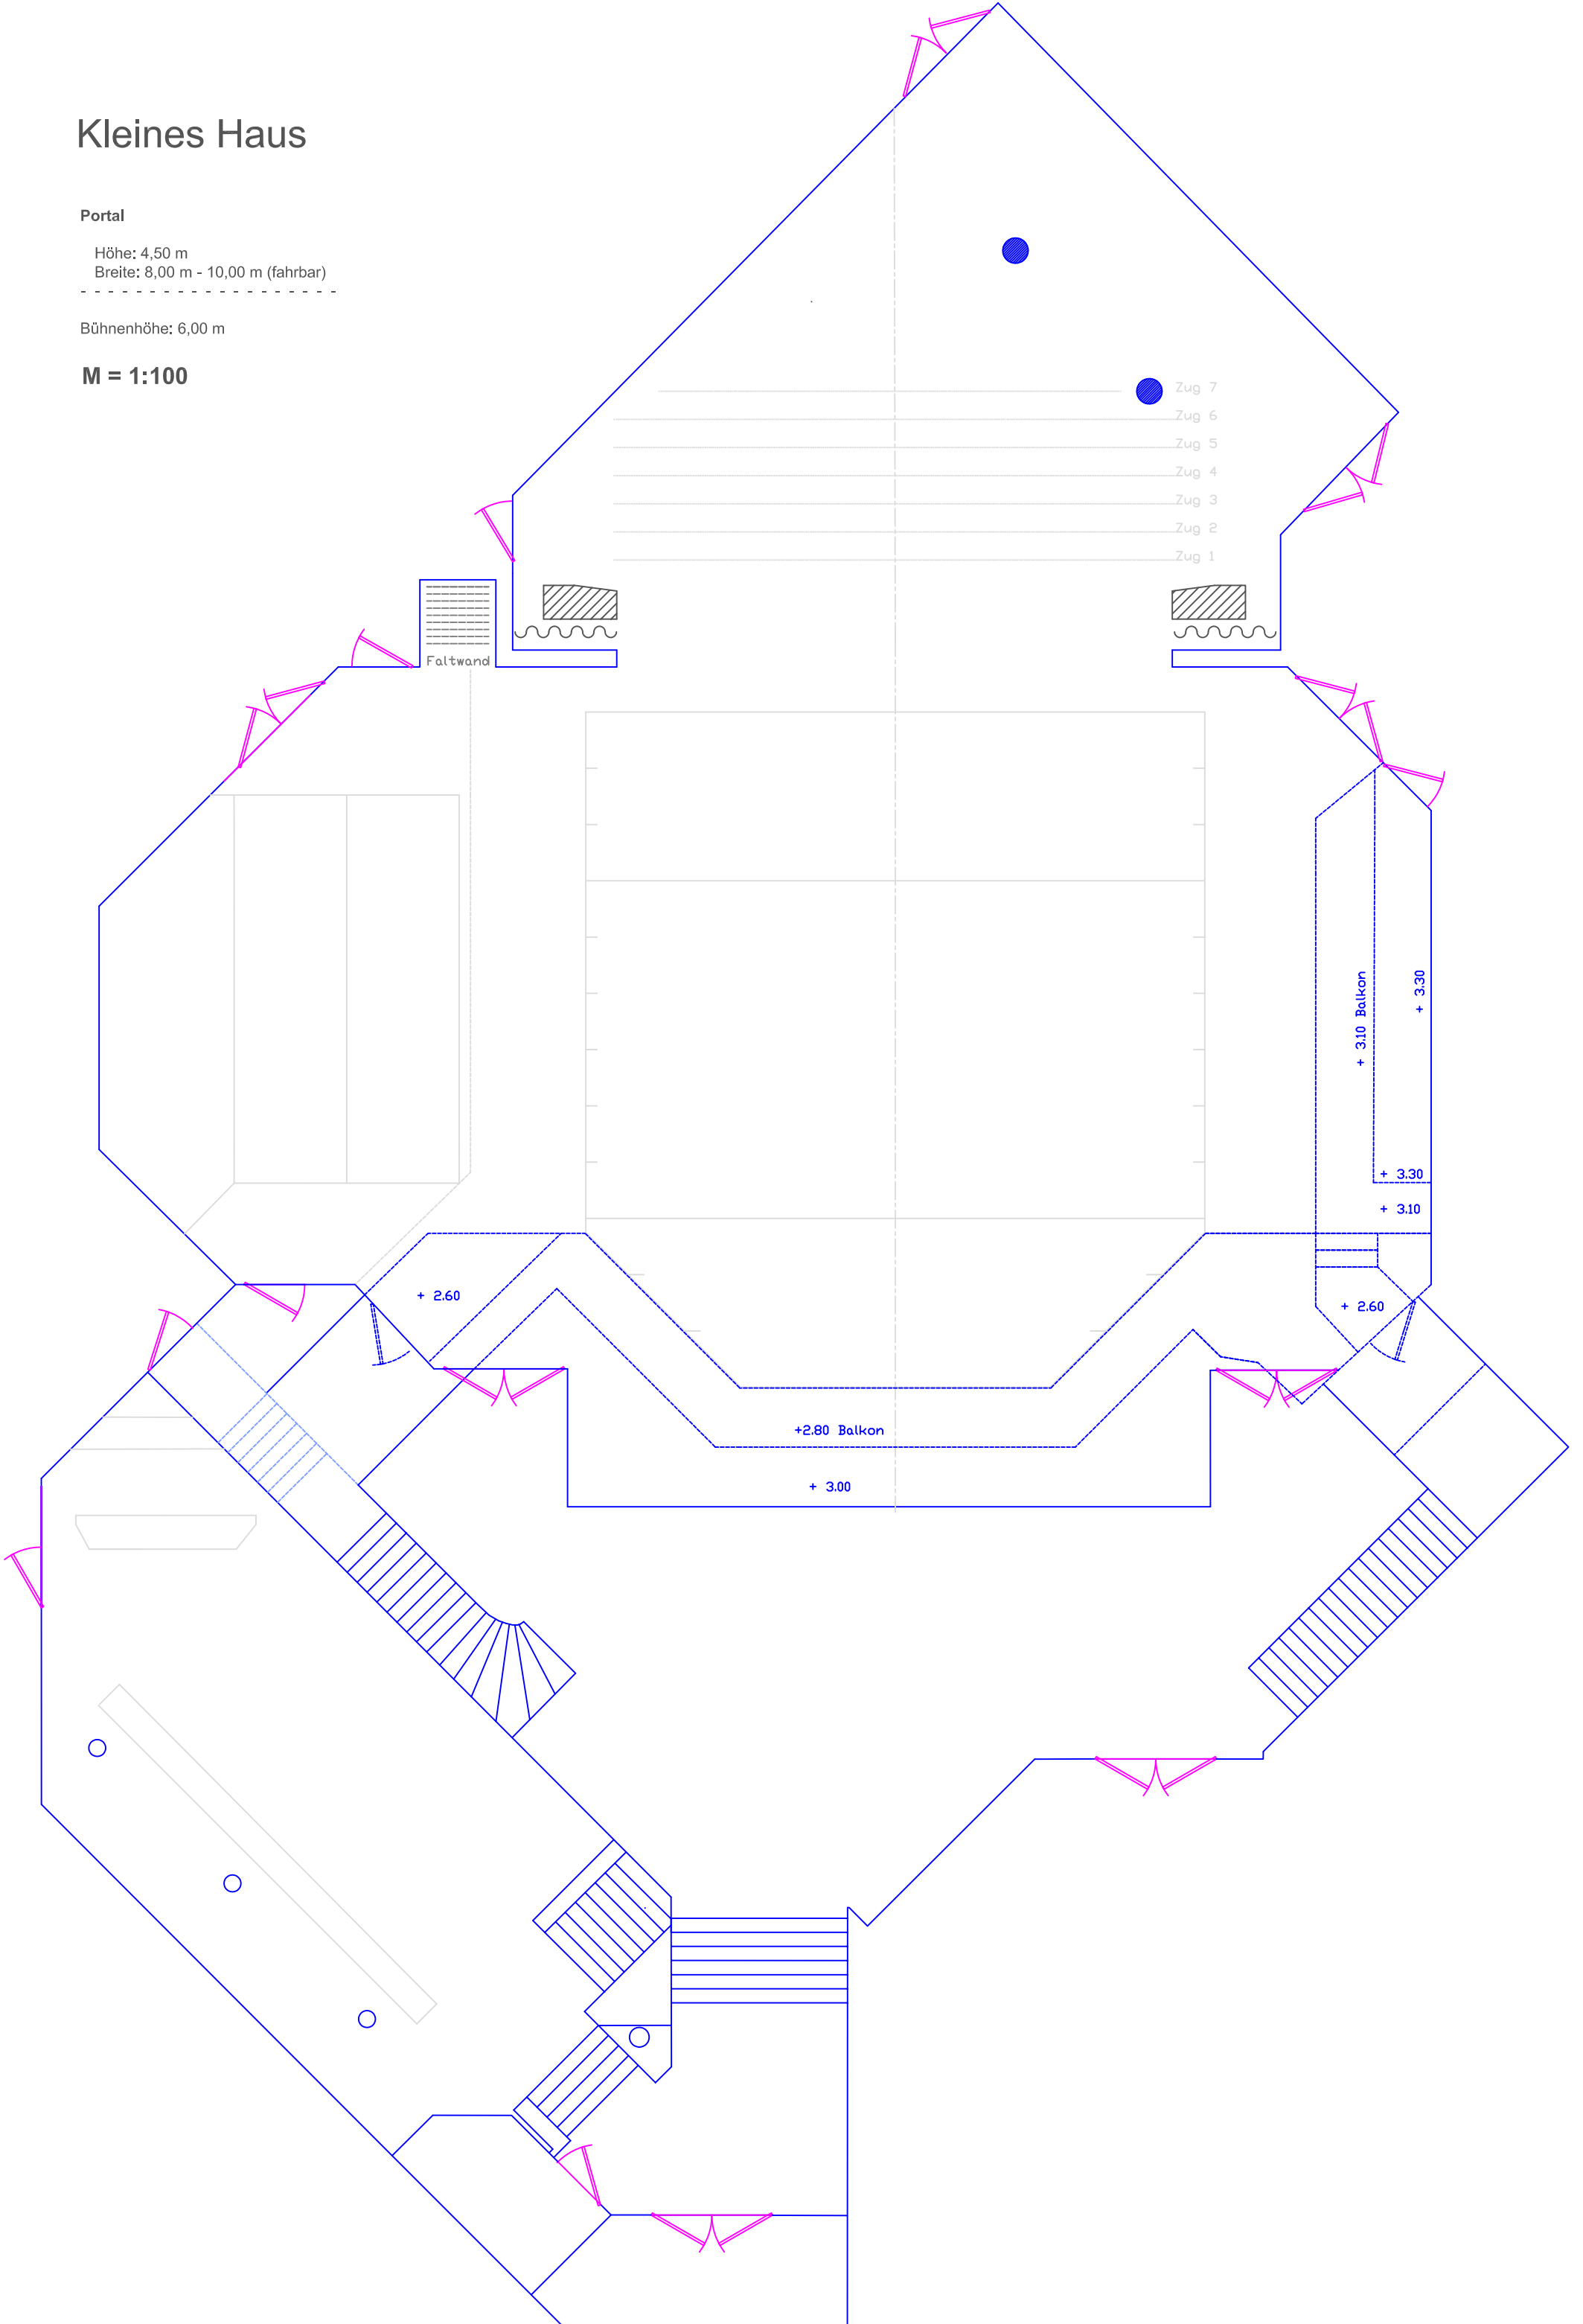 Kleines Haus
Portal
Höhe: 4,50 m
Breite: 8,00 m - 10,00 m (fahrbar)
- - - - - - - - - - - - - - - - - - -
Bühnenhöhe: 6,00 m
M = 1:100
Zug 7
Zug 6
Zug 5
Zug 4
Zug 3
Zug 2
Zug 1
Faltwand
+ 3.10 Balkon
+ 3.30
+ 3.30
+ 3.10
+ 2.60
+ 2.60
+2.80 Balkon
+ 3.00